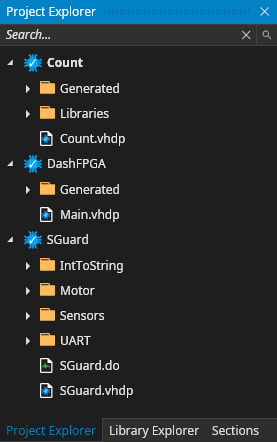 Project Explorer
Search...
Count
Generated
Libraries
Count.vhdp
DashFPGA
Generated
Main.vhdp
SGuard
IntToString
Motor
Sensors
UART
SGuard.do
SGuard.vhdp
Project Explorer Library Explorer Sections